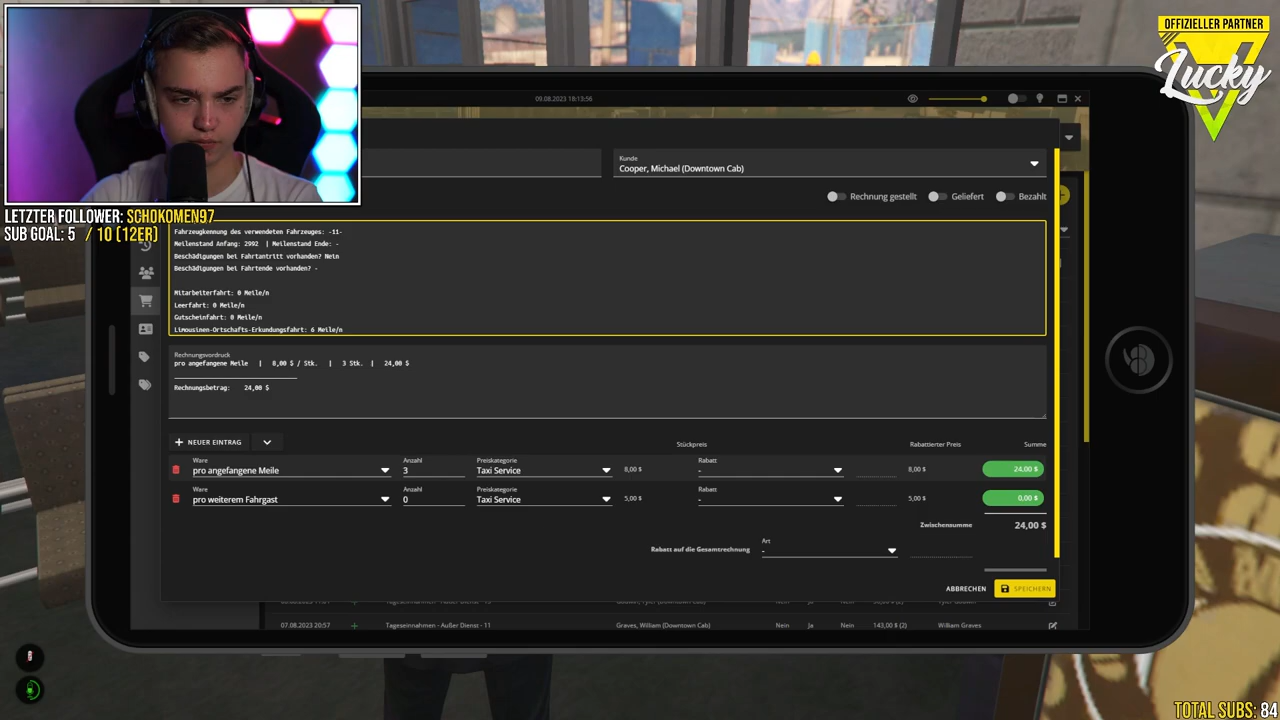 OFFIZIELLER PARTNER
Lucky
V
LETZTER FOLLOWER: SCHOKOMEN97
SUB GOAL: 5 / 10 (12ER)
09.08.2023 18:13:56
Kunde
Cooper, Michael (Downtown Cab)
Rechnung gestellt
Geliefert
Bezahlt
Fahrzeugkennung des verwendeten Fahrzeuges: -11-
Meilenstand Anfang: 2992 | Meilenstand Ende: -
Beschädigungen bei Fahrtantritt vorhanden? Nein
Beschädigungen bei Fahrtende vorhanden? -
Mitarbeiterfahrt: 0 Meile/n
Leerfahrt: 0 Meile/n
Gutscheinfahrt: 0 Meile/n
Limousinen-Ortschafts-Erkundungsfahrt: 6 Meile/n
Rechnungsvordruck
pro angefangene Meile | 8,00 $ / Stk. | 3 Stk. | 24,00 $
Rechnungsbetrag: 24,00 $
NEUER EINTRAG
Stückpreis Rabattierter Preis Summe
Ware Anzahl Preiskategorie Rabatt
pro angefangene Meile 3 Taxi Service 8,00 $ - 8,00 $ 24,00 $
Ware Anzahl Preiskategorie Rabatt
pro weiterem Fahrgast 0 Taxi Service 5,00 $ - 5,00 $ 0,00 $
Zwischensumme 24,00 $
Art
Rabatt auf die Gesamtrechnung -
ABBRECHEN SPEICHERN
07.08.2023 20:57 Tageseinnahmen - Außer Dienst - 11 Graves, William (Downtown Cab) Nein Ja Nein 143,00 $ (2) William Graves
TOTAL SUBS: 84